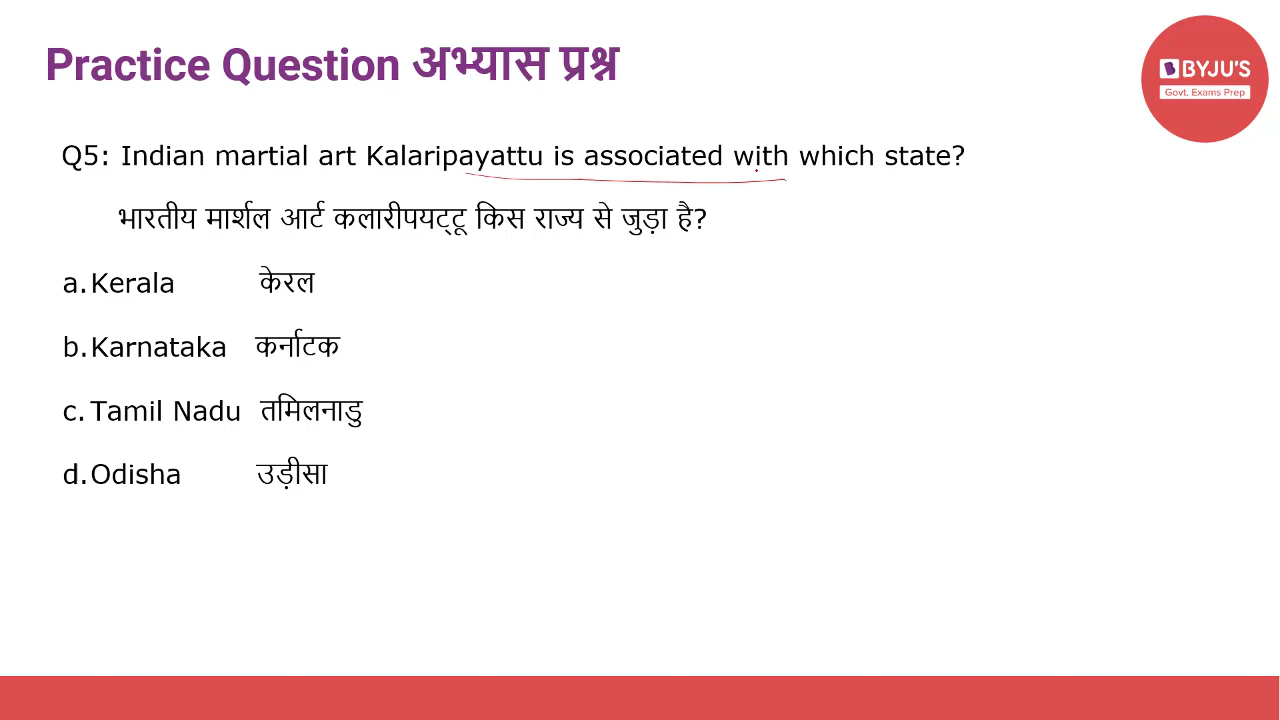 Practice Question अभ्यास प्रश्न
BYJU'S
Govt. Exams Prep
Q5: Indian martial art Kalaripayattu is associated with which state?
भारतीय मार्शल आर्ट कलारीपयट्टू किस राज्य से जुड़ा है?
a. Kerala केरल
b. Karnataka कर्नाटक
c. Tamil Nadu तमिलनाडु
d. Odisha उड़ीसा